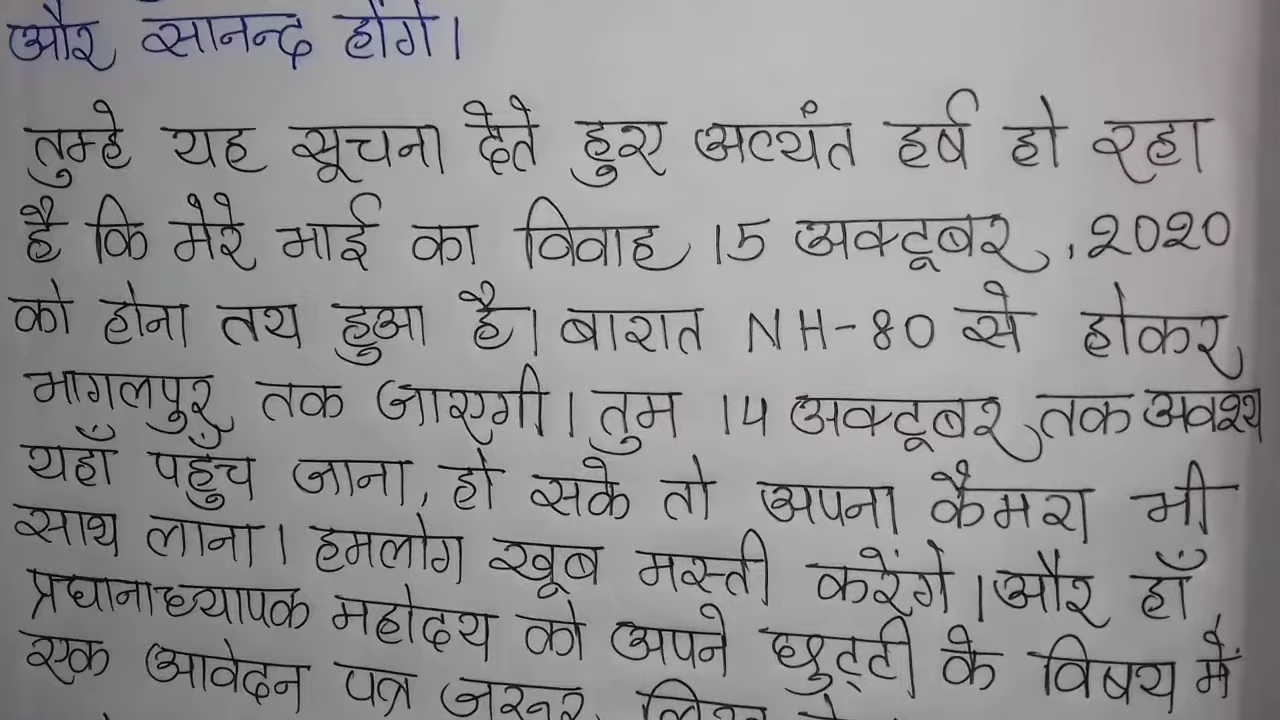 और सानन्द होंगे।
तुम्हे यह सूचना देते हुए अत्यंत हर्ष हो रहा
है कि मेरे भाई का विवाह 15 अक्टूबर, 2020
को होना तय हुआ है। बारात NH-80 से होकर
भागलपुर तक जाएगी। तुम 14 अक्टूबर तक अवश्य
यहाँ पहुँच जाना, हो सके तो अपना कैमरा भी
साथ लाना। हमलोग खूब मस्ती करेंगे। और हाँ,
प्रधानाध्यापक महोदय को अपने छुट्टी के विषय में
एक आवेदन पत्र जरूर